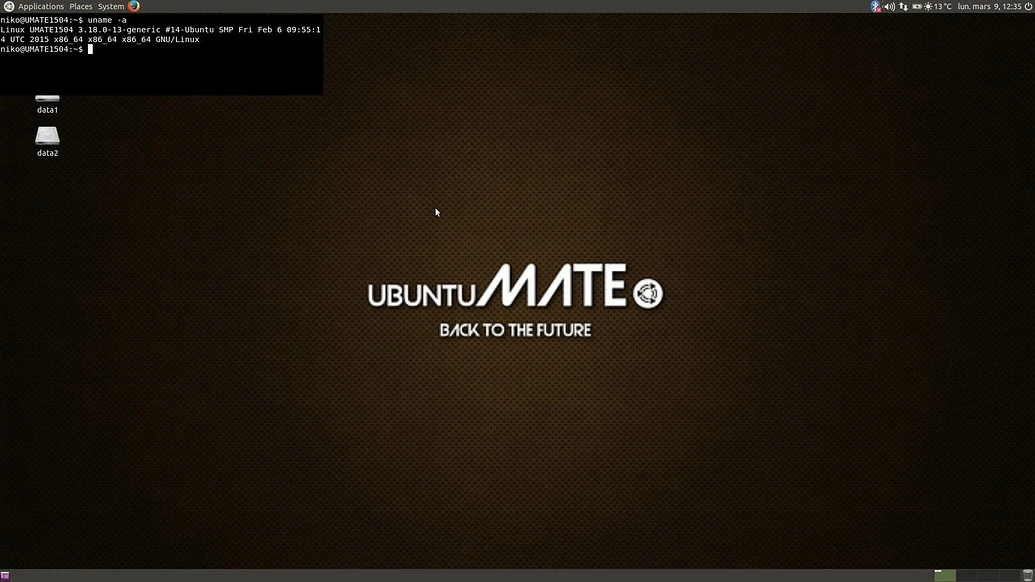 Applications Places System 13 °C lun. mars 9, 12:35
niko@UMATE1504:~$ uname -a
Linux UMATE1504 3.18.0-13-generic #14-Ubuntu SMP Fri Feb 6 09:55:1
4 UTC 2015 x86_64 x86_64 x86_64 GNU/Linux
niko@UMATE1504:~$
data1
data2
UBUNTU MATE
BACK TO THE FUTURE